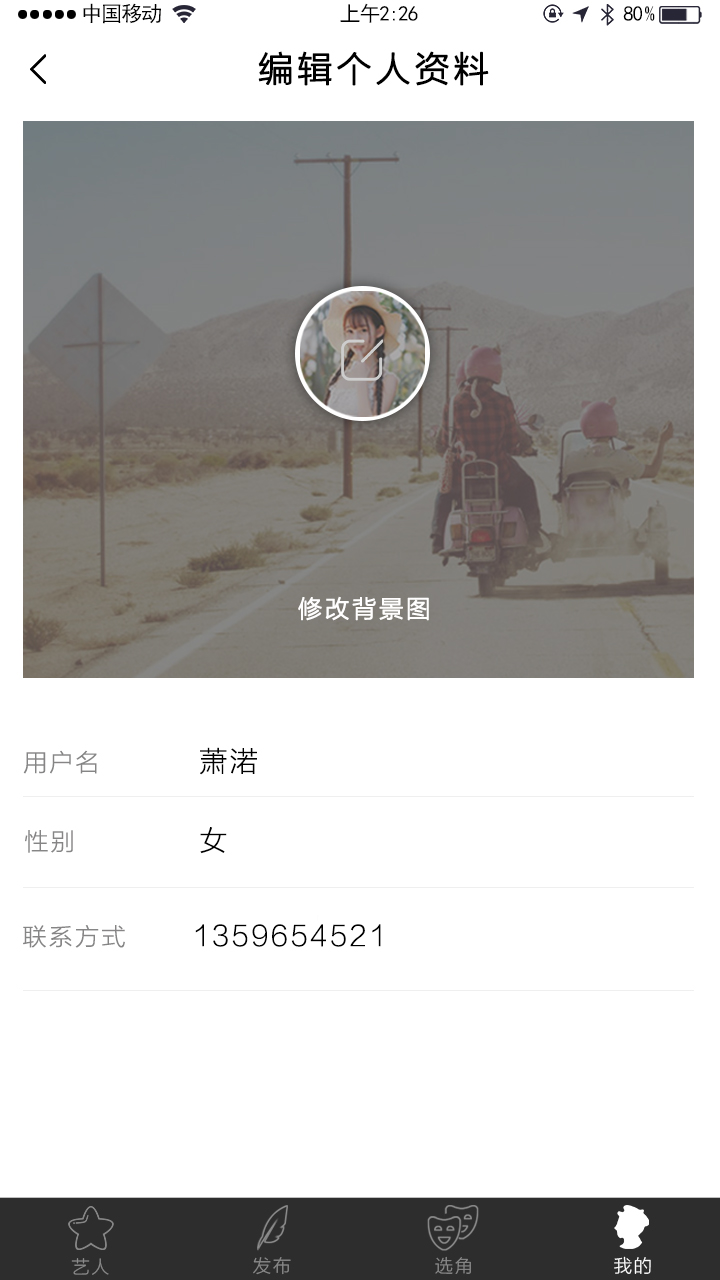 中国移动 上午2:26 80%
编辑个人资料
修改背景图
用户名 萧渃
性别 女
联系方式 1359654521
艺人 发布 选角 我的